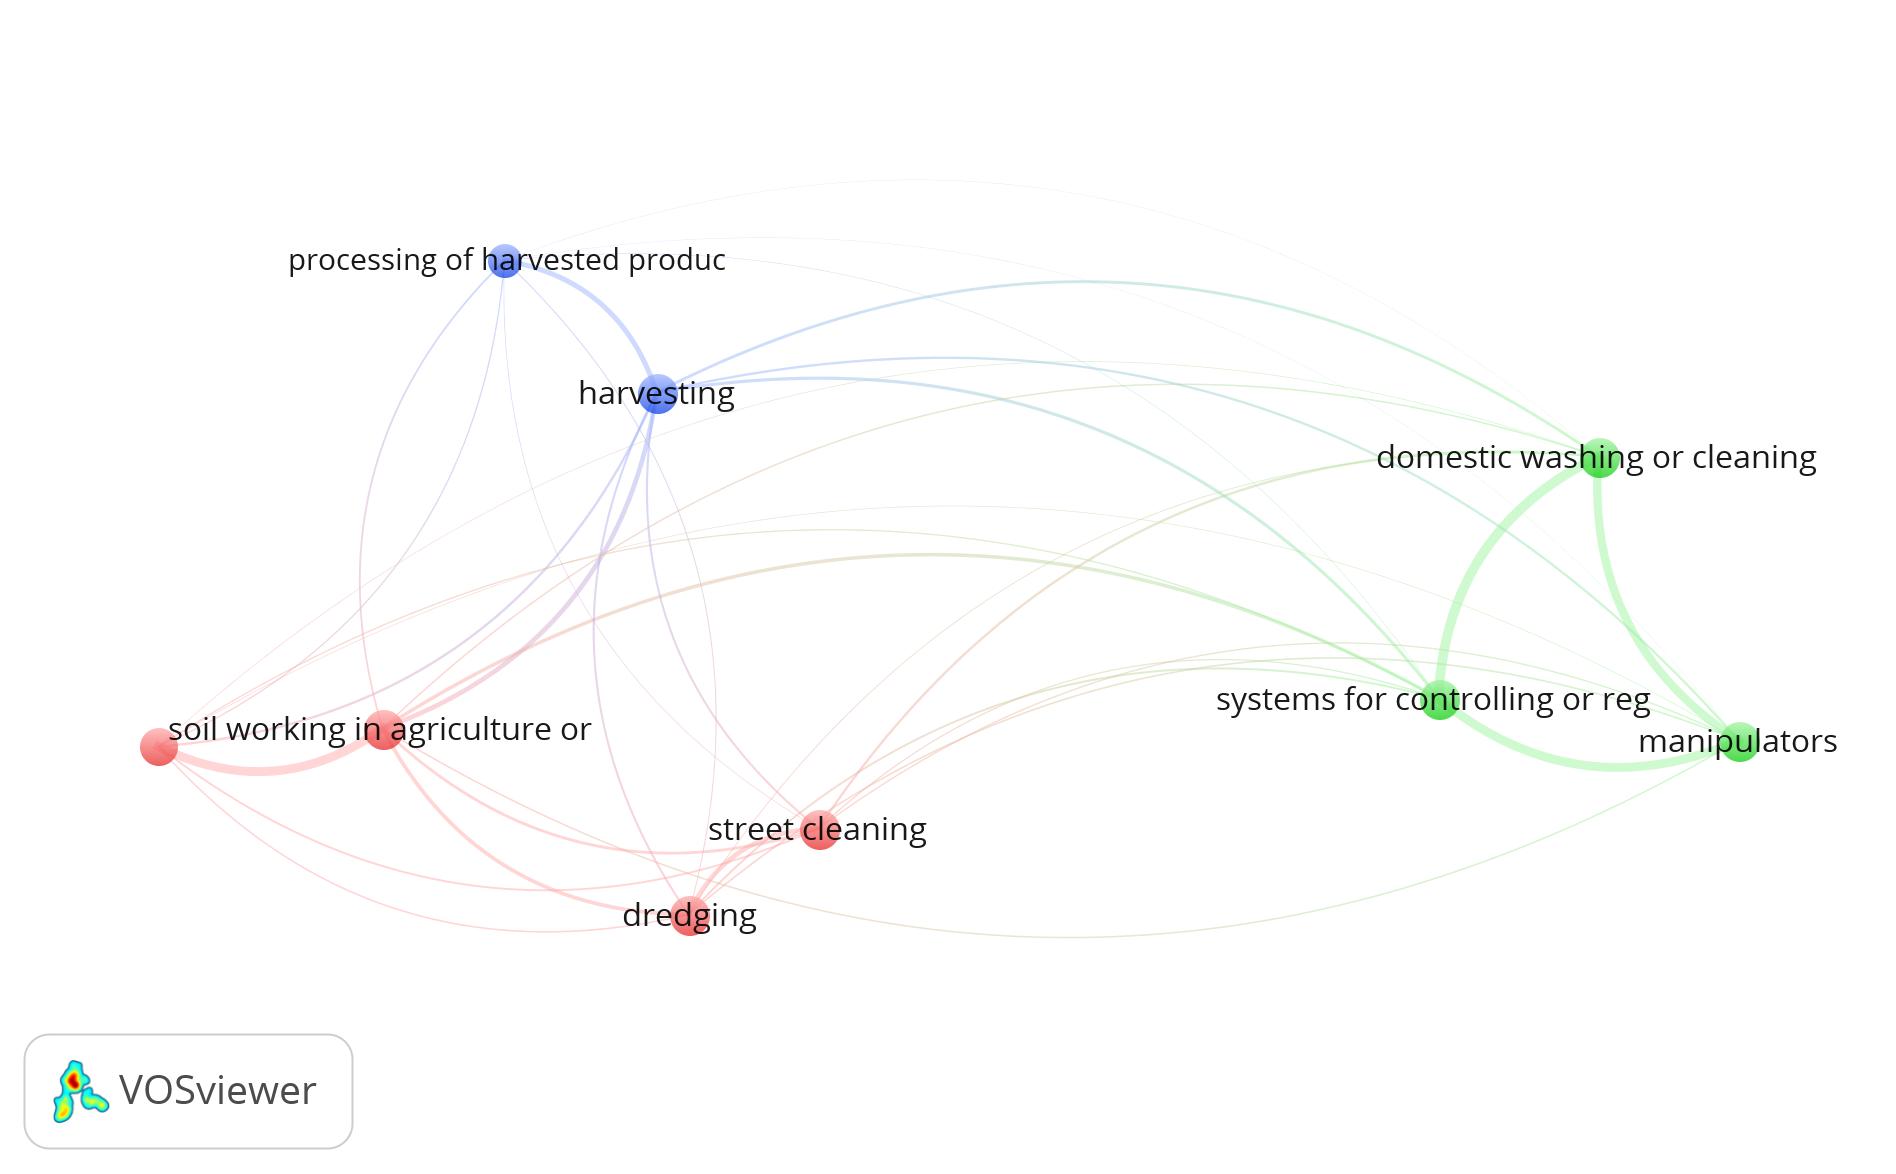 processing of harvested produc
harvesting
domestic washing or cleaning
systems for controlling or reg
soil working in agriculture or
manipulators
street cleaning
dredging
VOSviewer